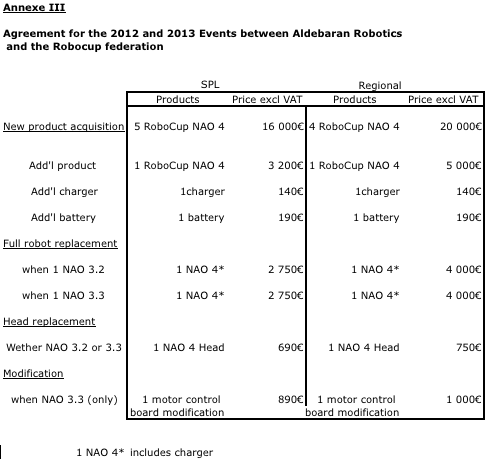 Annexe III
Agreement for the 2012 and 2013 Events between Aldebaran Robotics
and the Robocup federation
SPL Regional
Products Price excl VAT Products Price excl VAT
New product acquisition 5 RoboCup NAO 4 16 000€ 4 RoboCup NAO 4 20 000€
Add'l product 1 RoboCup NAO 4 3 200€ 1 RoboCup NAO 4 5 000€
Add'l charger 1charger 140€ 1charger 140€
Add'l battery 1 battery 190€ 1 battery 190€
Full robot replacement
when 1 NAO 3.2 1 NAO 4* 2 750€ 1 NAO 4* 4 000€
when 1 NAO 3.3 1 NAO 4* 2 750€ 1 NAO 4* 4 000€
Head replacement
Wether NAO 3.2 or 3.3 1 NAO 4 Head 690€ 1 NAO 4 Head 750€
Modification
when NAO 3.3 (only) 1 motor control 890€ 1 motor control 1 000€
board modification board modification
1 NAO 4* includes charger